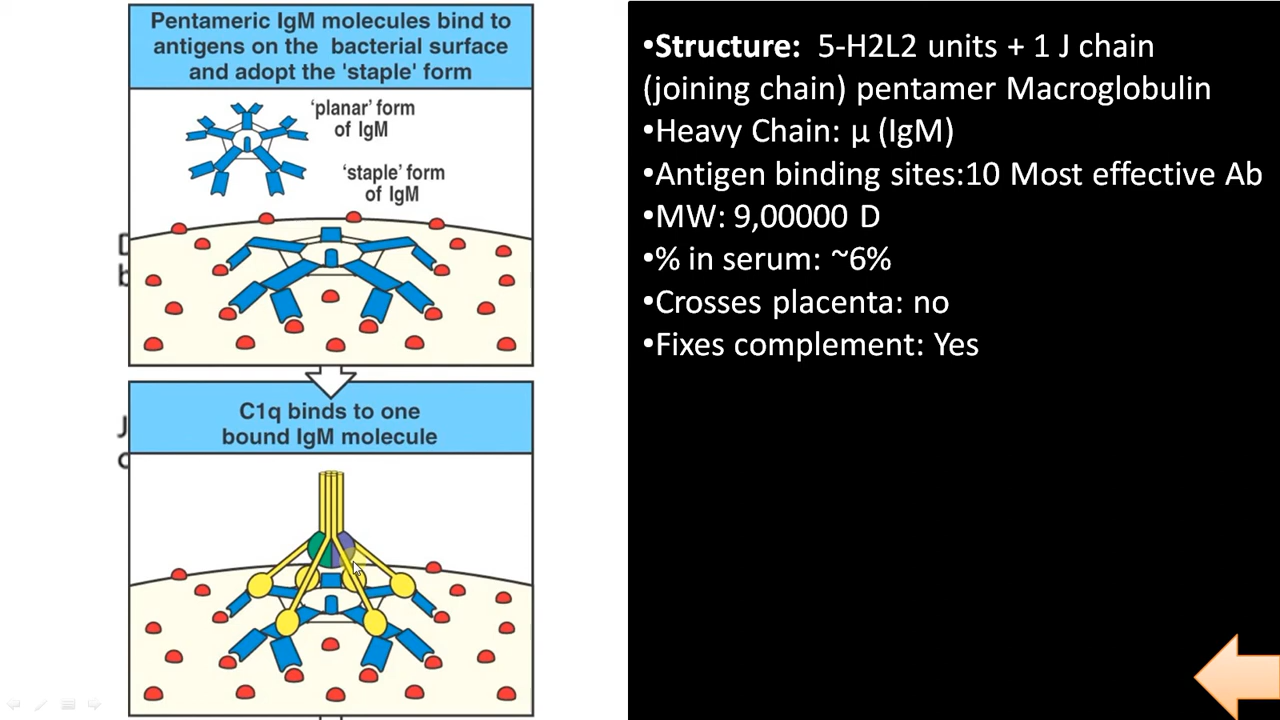 Pentameric IgM molecules bind to
antigens on the bacterial surface
and adopt the 'staple' form
'planar' form
of IgM
'staple' form
of IgM
D
b
C1q binds to one
bound IgM molecule
J
•Structure: 5-H2L2 units + 1 J chain
(joining chain) pentamer Macroglobulin
•Heavy Chain: μ (IgM)
•Antigen binding sites:10 Most effective Ab
•MW: 9,00000 D
•% in serum: ~6%
•Crosses placenta: no
•Fixes complement: Yes